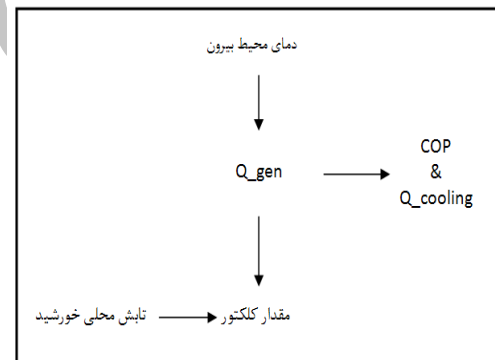 دمای محیط بیرون
Q_gen
COP
&
Q_cooling
مقدار کلکتور
تابش محلی خورشید